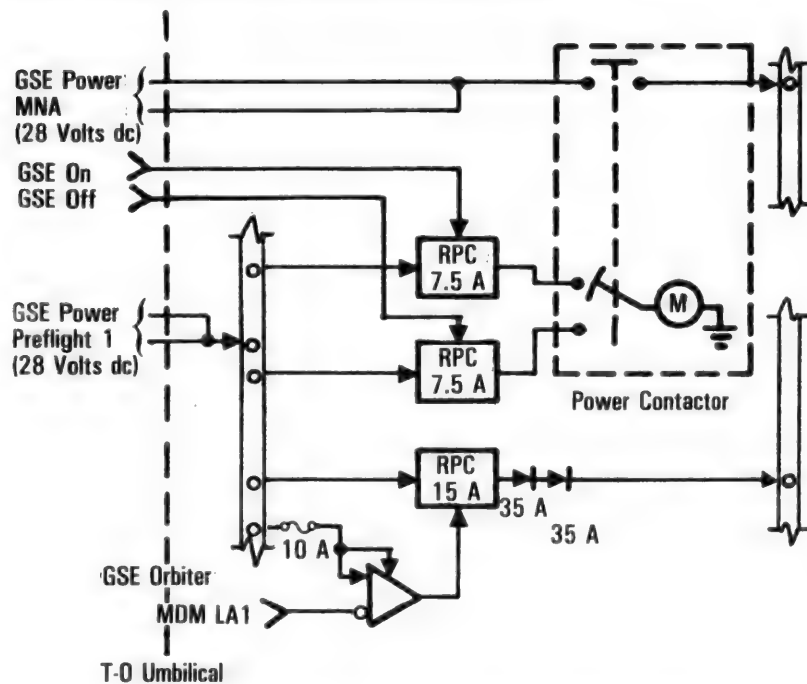 GSE Power
MNA
(28 Volts dc)
GSE On
GSE Off
RPC
7.5 A
M
GSE Power
Preflight 1
(28 Volts dc)
RPC
7.5 A
Power Contactor
RPC
15 A
35 A
35 A
10 A
GSE Orbiter
MDM LA1
T-0 Umbilical